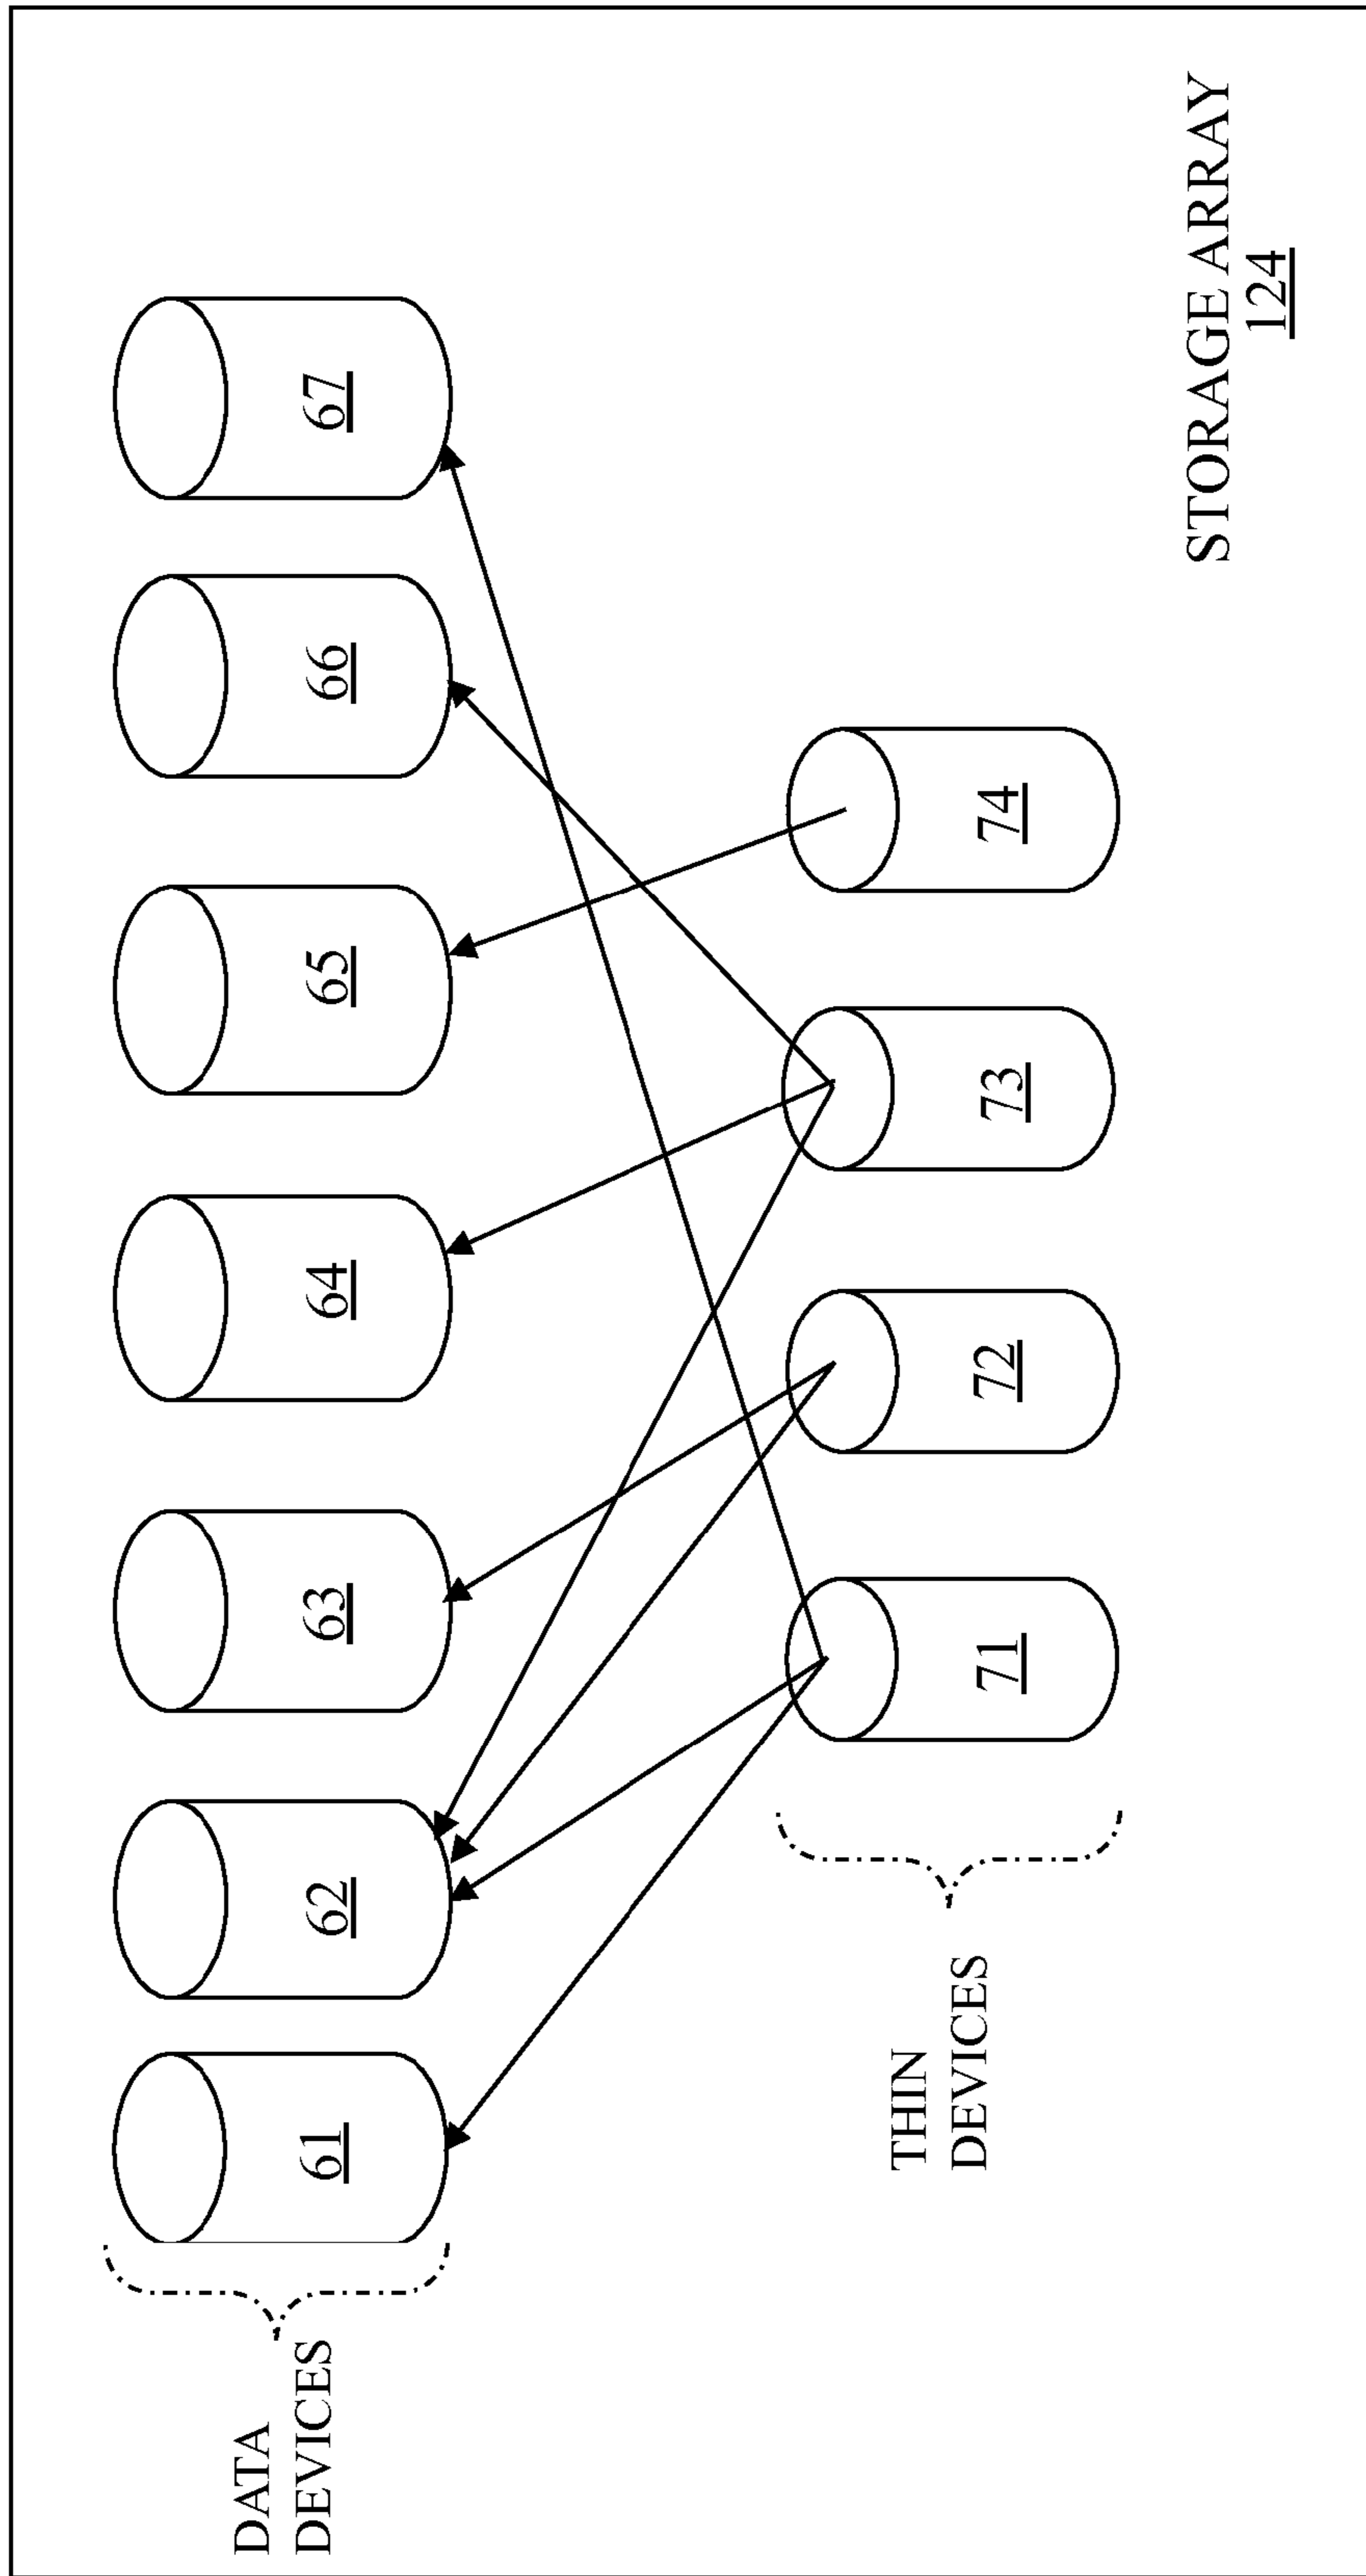 DATA
DEVICES
61
62
63
64
65
66
67
THIN
DEVICES
71
72
73
74
STORAGE ARRAY
124